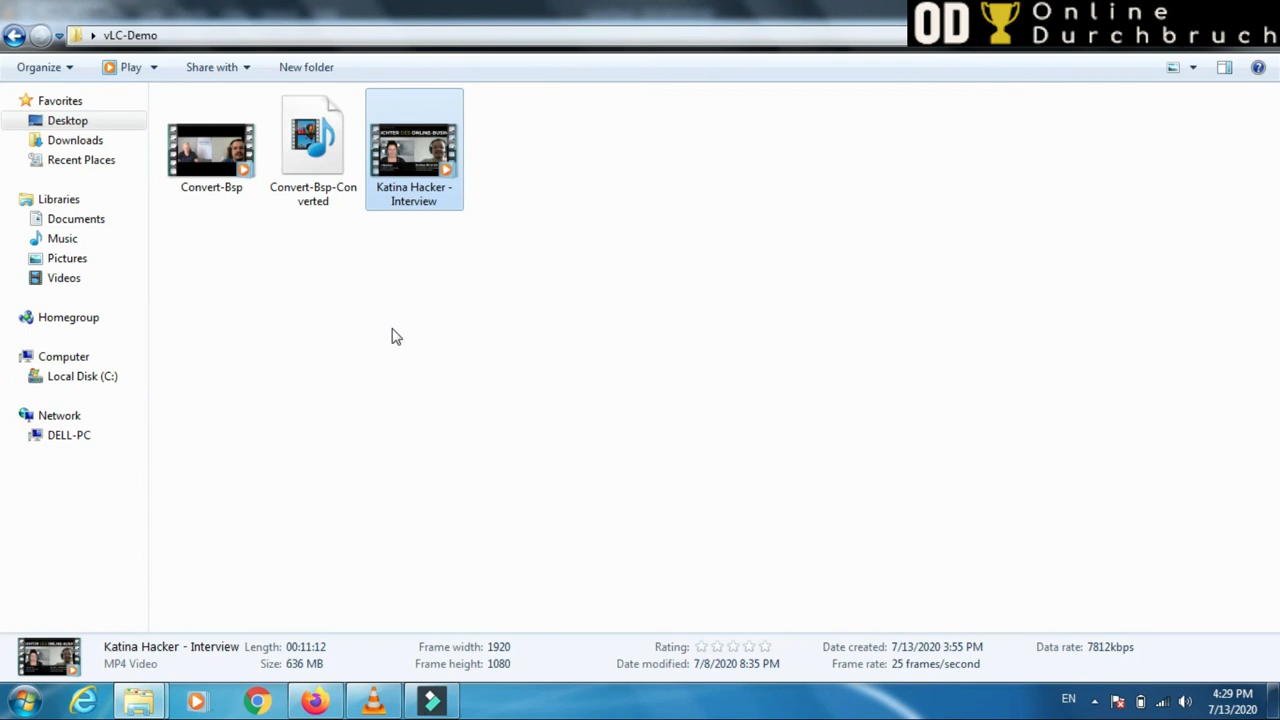 OD Online
Durchbruch
vLC-Demo
Organize Play Share with New folder
Favorites
Desktop
Downloads
Recent Places
Libraries
Documents
Music
Pictures
Videos
Homegroup
Computer
Local Disk (C:)
Network
DELL-PC
Convert-Bsp
Convert-Bsp-Con
verted
Katina Hacker -
Interview
Katina Hacker - Interview Length: 00:11:12 Frame width: 1920 Rating: Date created: 7/13/2020 3:55 PM Data rate: 7812kbps
MP4 Video Size: 636 MB Frame height: 1080 Date modified: 7/8/2020 8:35 PM Frame rate: 25 frames/second
EN 4:29 PM
7/13/2020